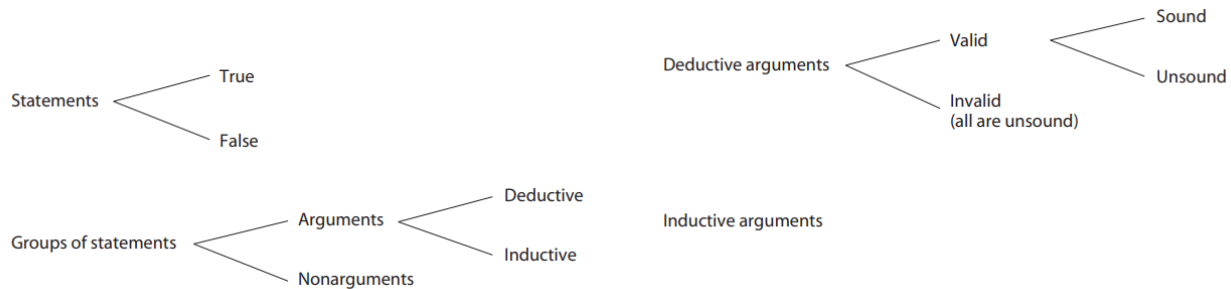 Statements
True
False
Groups of statements
Arguments
Nonarguments
Deductive
Inductive
Deductive arguments
Valid
Invalid
(all are unsound)
Sound
Unsound
Inductive arguments